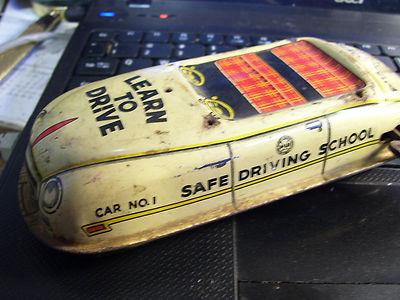 LEARN
TO
DRIVE
CAR NO. 1
SAFE DRIVING SCHOOL